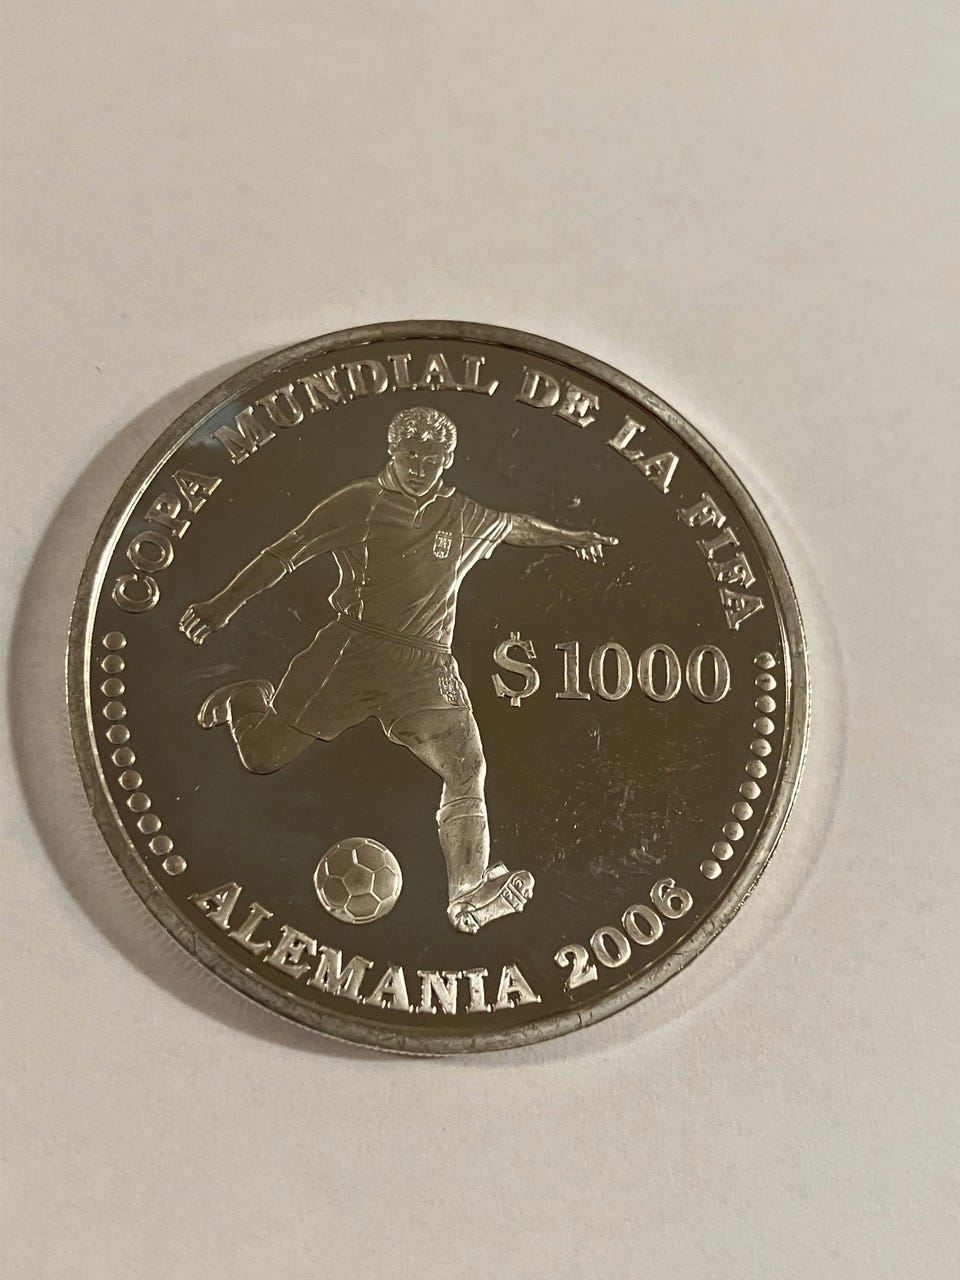 COPA MUNDIAL DE LA FIFA
$1000
ALEMANIA 2006